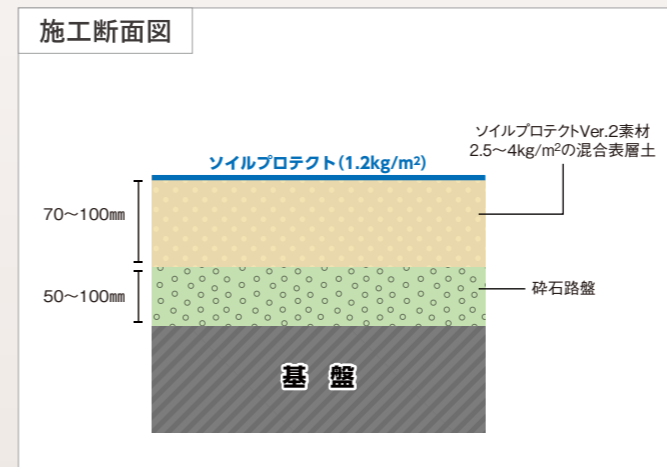 施工断面図
ソイルプロテクト(1.2kg/m²)
ソイルプロテクトVer.2素材
2.5〜4kg/m²の混合表層土
70〜100㎜
50〜100㎜
砕石路盤
基 盤